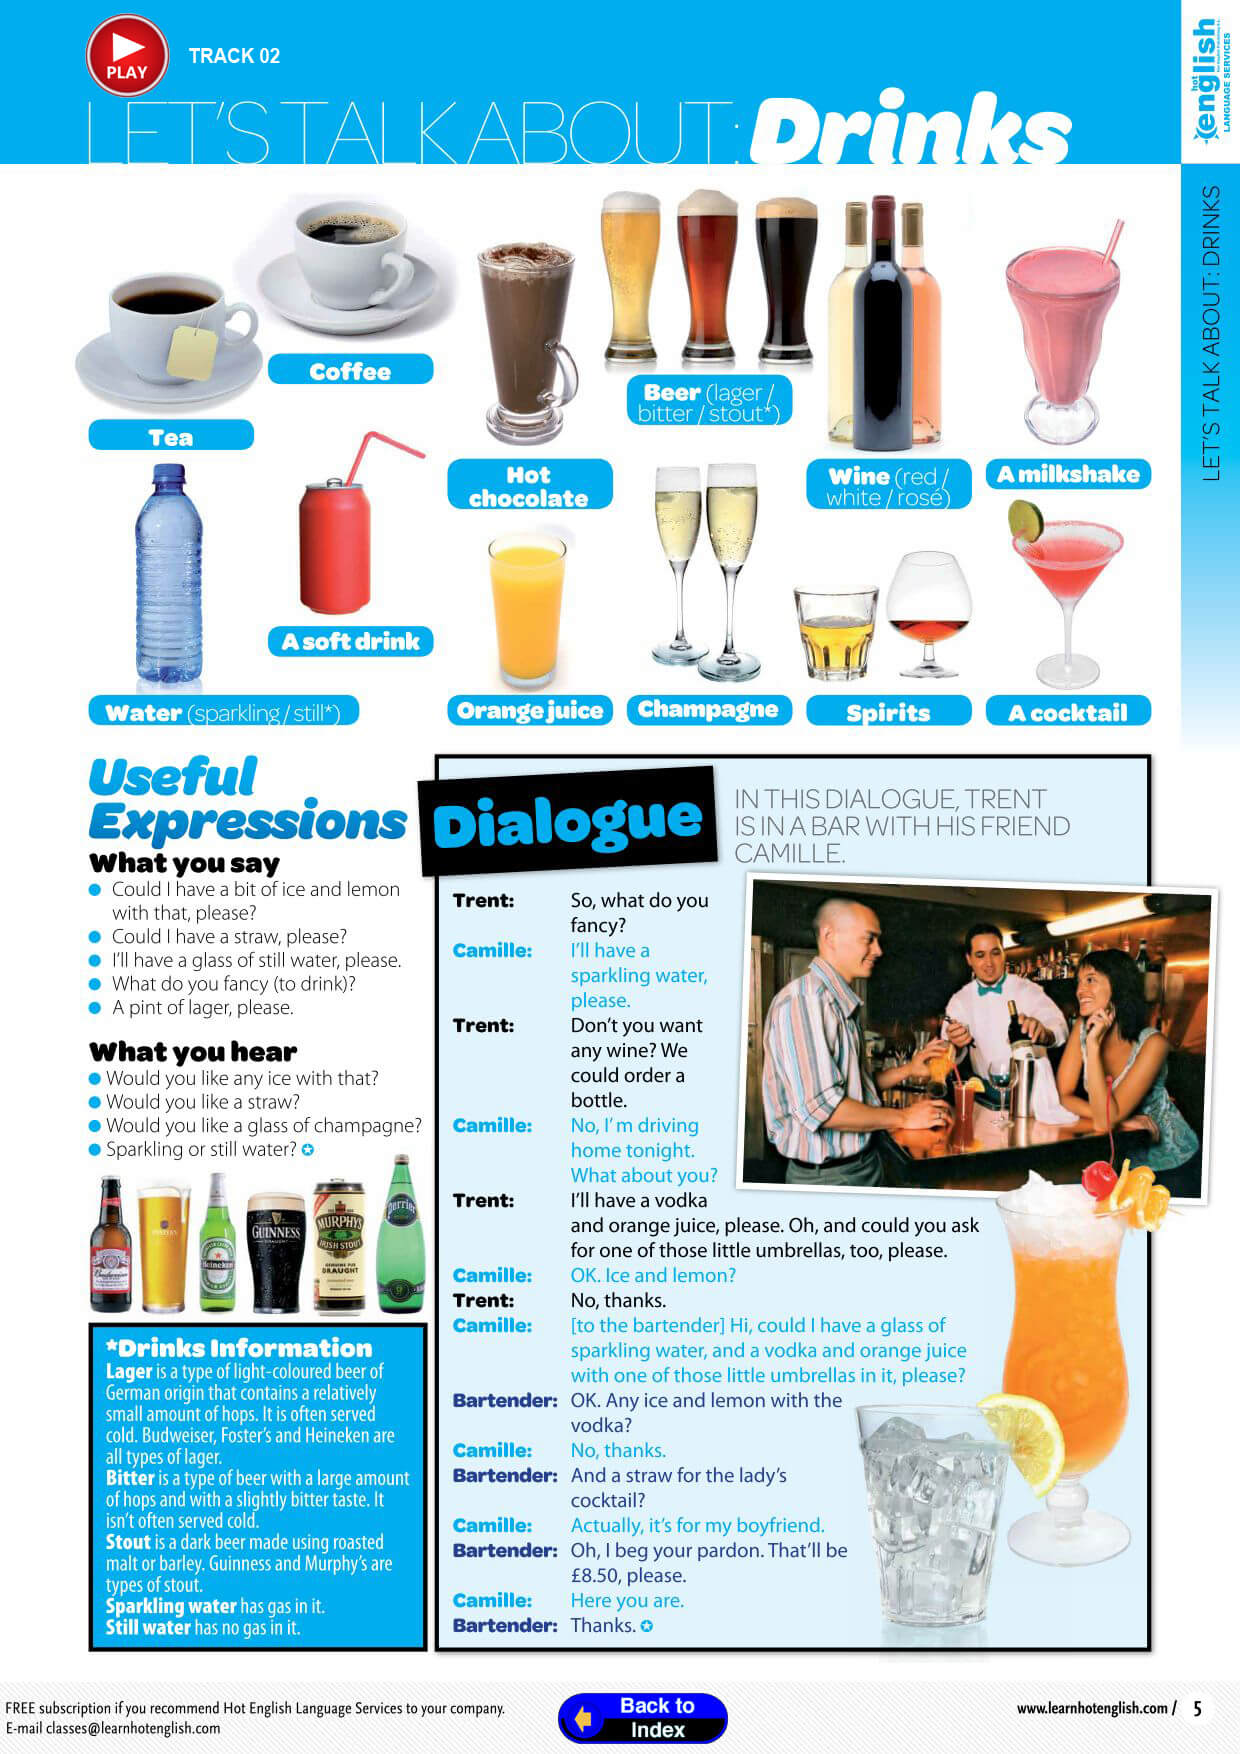 PLAY
TRACK 02
LET'S TALK ABOUT: Drinks
hot
english
LANGUAGE SERVICES
LET'S TALK ABOUT: DRINKS
Coffee
Tea
Hot
chocolate
Beer (lager /
bitter / stout*)
Wine (red /
white / rosé)
A milkshake
A soft drink
Water (sparkling / still*)
Orange juice
Champagne
Spirits
A cocktail
Useful
Expressions
What you say
Could I have a bit of ice and lemon
with that, please?
Could I have a straw, please?
I'll have a glass of still water, please.
What do you fancy (to drink)?
A pint of lager, please.
What you hear
Would you like any ice with that?
Would you like a straw?
Would you like a glass of champagne?
Sparkling or still water?
Budweiser
Heineken
GUINNESS
MURPHY'S
IRISH STOUT
DRAUGHT
perrier
*Drinks Information
Lager is a type of light-coloured beer of
German origin that contains a relatively
small amount of hops. It is often served
cold. Budweiser, Foster's and Heineken are
all types of lager.
Bitter is a type of beer with a large amount
of hops and with a slightly bitter taste. It
isn't often served cold.
Stout is a dark beer made using roasted
malt or barley. Guinness and Murphy's are
types of stout.
Sparkling water has gas in it.
Still water has no gas in it.
Dialogue
IN THIS DIALOGUE, TRENT
IS IN A BAR WITH HIS FRIEND
CAMILLE.
Trent: So, what do you
fancy?
Camille: I'll have a
sparkling water,
please.
Trent: Don't you want
any wine? We
could order a
bottle.
Camille: No, I' m driving
home tonight.
What about you?
Trent: I'll have a vodka
and orange juice, please. Oh, and could you ask
for one of those little umbrellas, too, please.
Camille: OK. Ice and lemon?
Trent: No, thanks.
Camille: [to the bartender] Hi, could I have a glass of
sparkling water, and a vodka and orange juice
with one of those little umbrellas in it, please?
Bartender: OK. Any ice and lemon with the
vodka?
Camille: No, thanks.
Bartender: And a straw for the lady's
cocktail?
Camille: Actually, it's for my boyfriend.
Bartender: Oh, I beg your pardon. That'll be
£8.50, please.
Camille: Here you are.
Bartender: Thanks.
FREE subscription if you recommend Hot English Language Services to your company.
E-mail classes@learnhotenglish.com
Back to
Index
www.learnhotenglish.com / 5